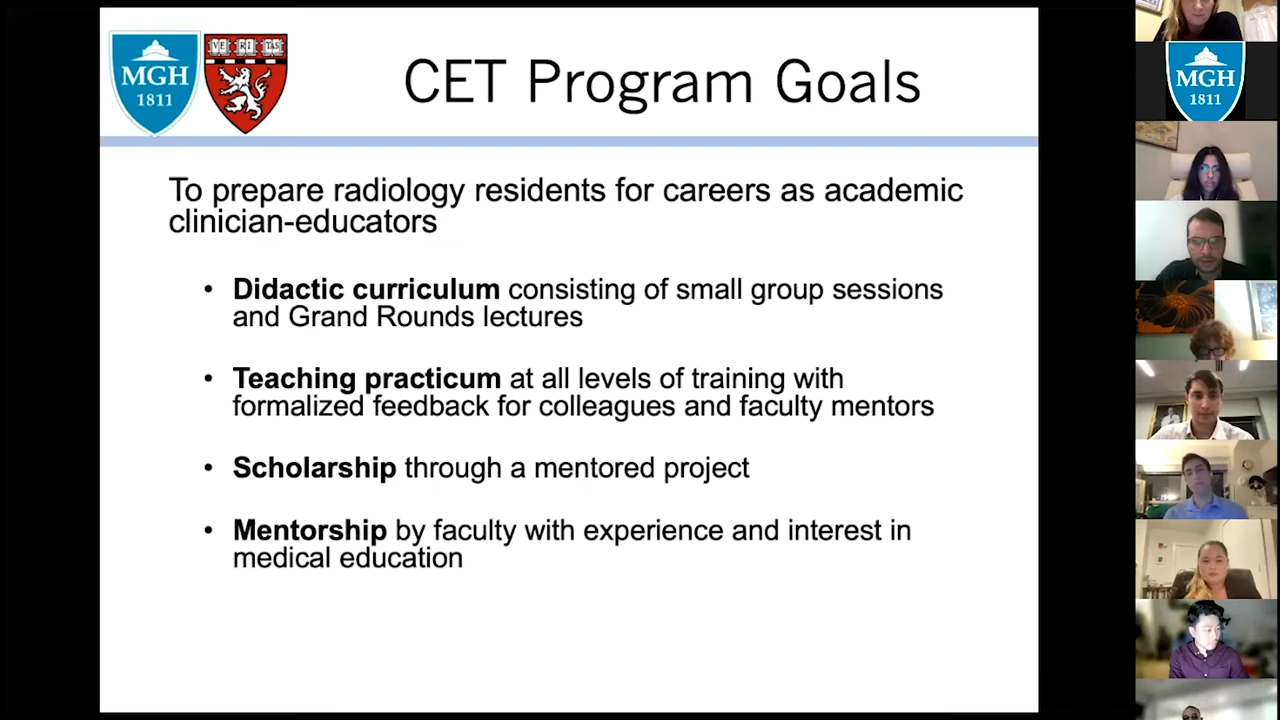 MGH
1811
VE RI TS
CET Program Goals
To prepare radiology residents for careers as academic
clinician-educators
• Didactic curriculum consisting of small group sessions
and Grand Rounds lectures
• Teaching practicum at all levels of training with
formalized feedback for colleagues and faculty mentors
• Scholarship through a mentored project
• Mentorship by faculty with experience and interest in
medical education
MGH
1811